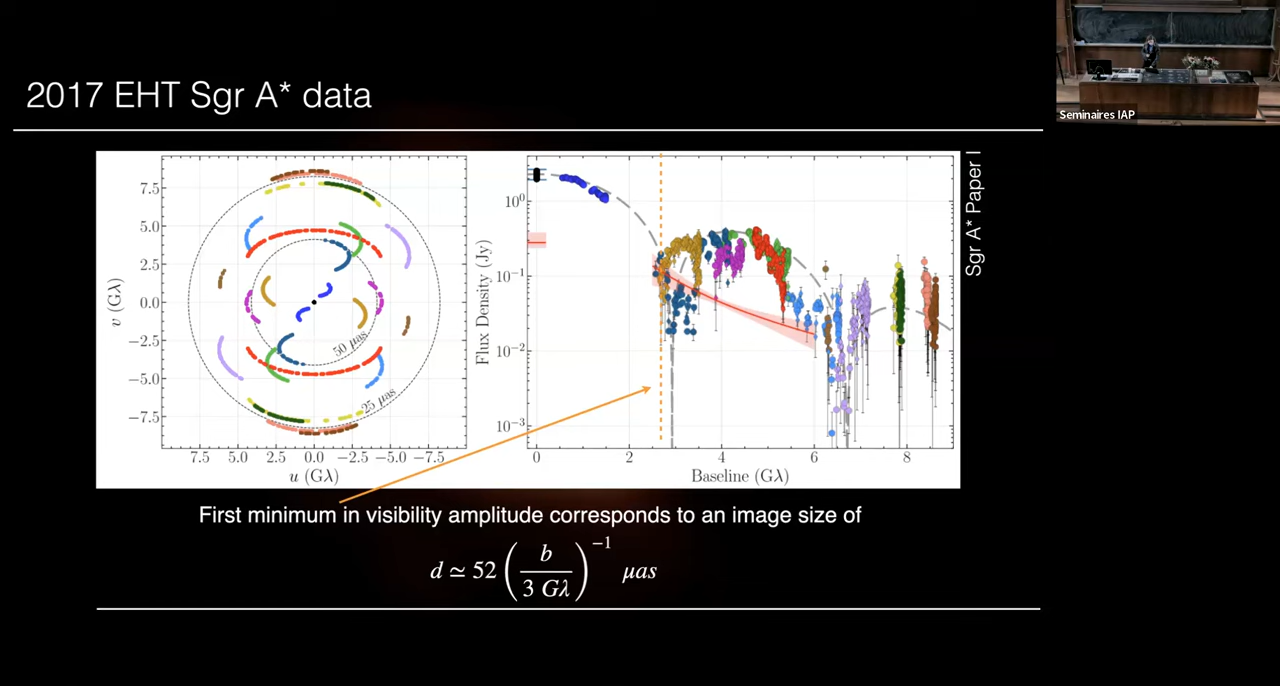 2017 EHT Sgr A* data
Seminaires IAP
Sgr A* Paper I
v (Gλ)
7.5
5.0
2.5
0.0
−2.5
−5.0
−7.5
50 μas
25 μas
7.5 5.0 2.5 0.0 −2.5 −5.0 −7.5
u (Gλ)
Flux Density (Jy)
10⁰
10⁻¹
10⁻²
10⁻³
0 2 4 6 8
Baseline (Gλ)
First minimum in visibility amplitude corresponds to an image size of
d ≃ 52 (b / 3 Gλ)⁻¹ μas